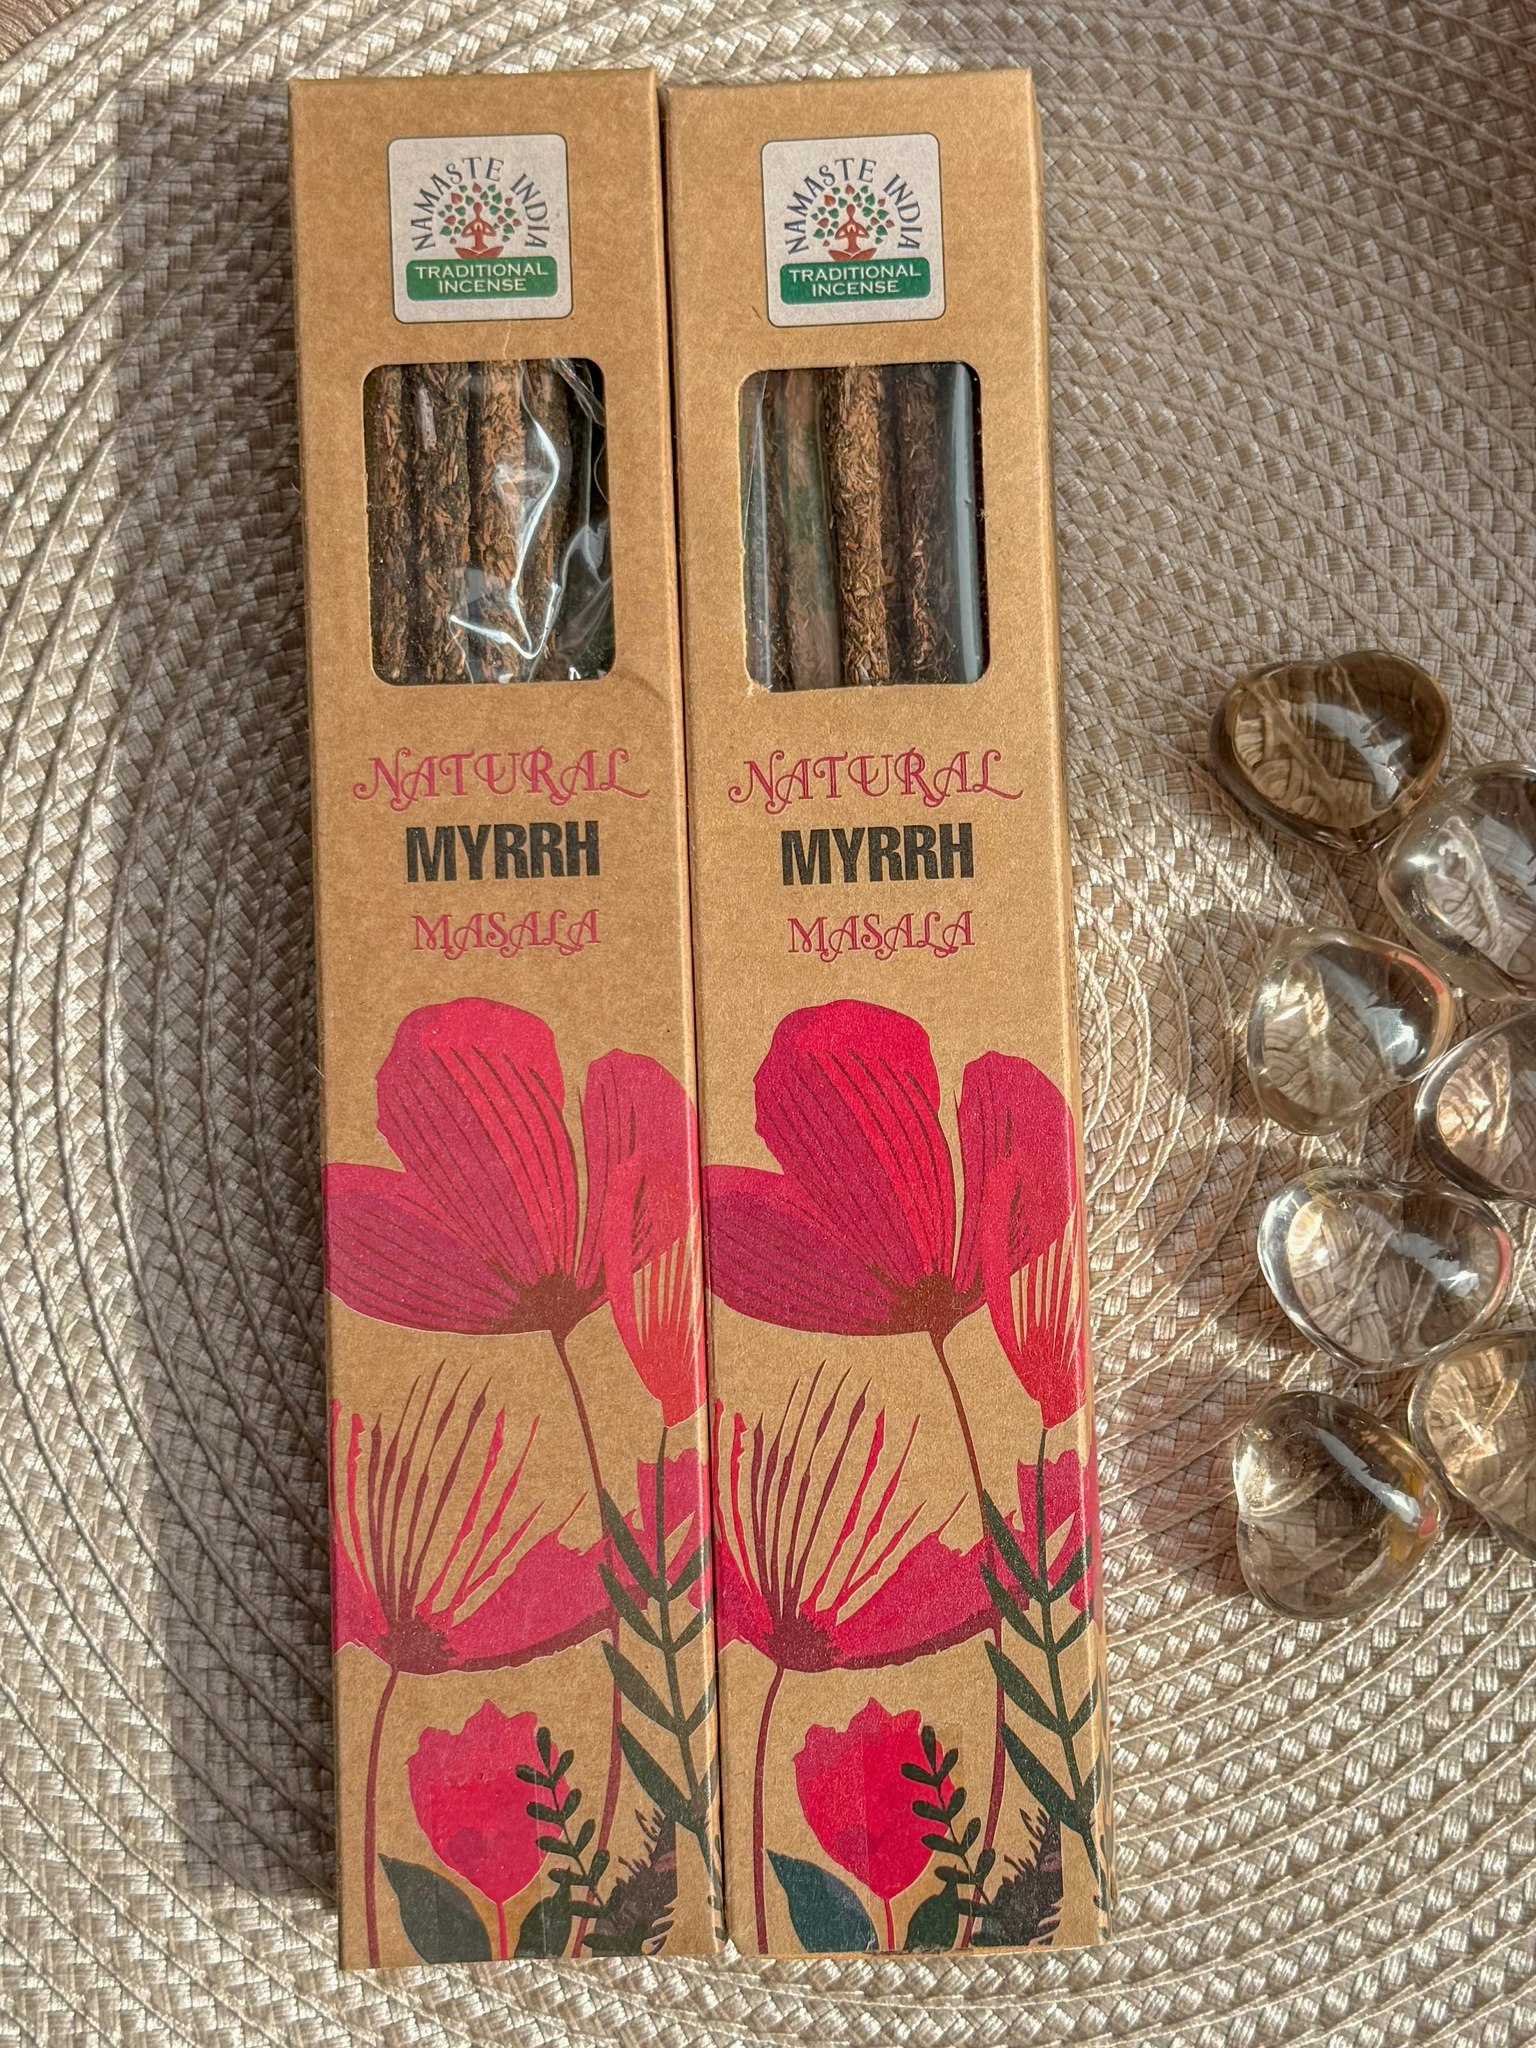 NAMASTE INDIA
TRADITIONAL
INCENSE
NATURAL
MYRRH
MASALA
NAMASTE INDIA
TRADITIONAL
INCENSE
NATURAL
MYRRH
MASALA